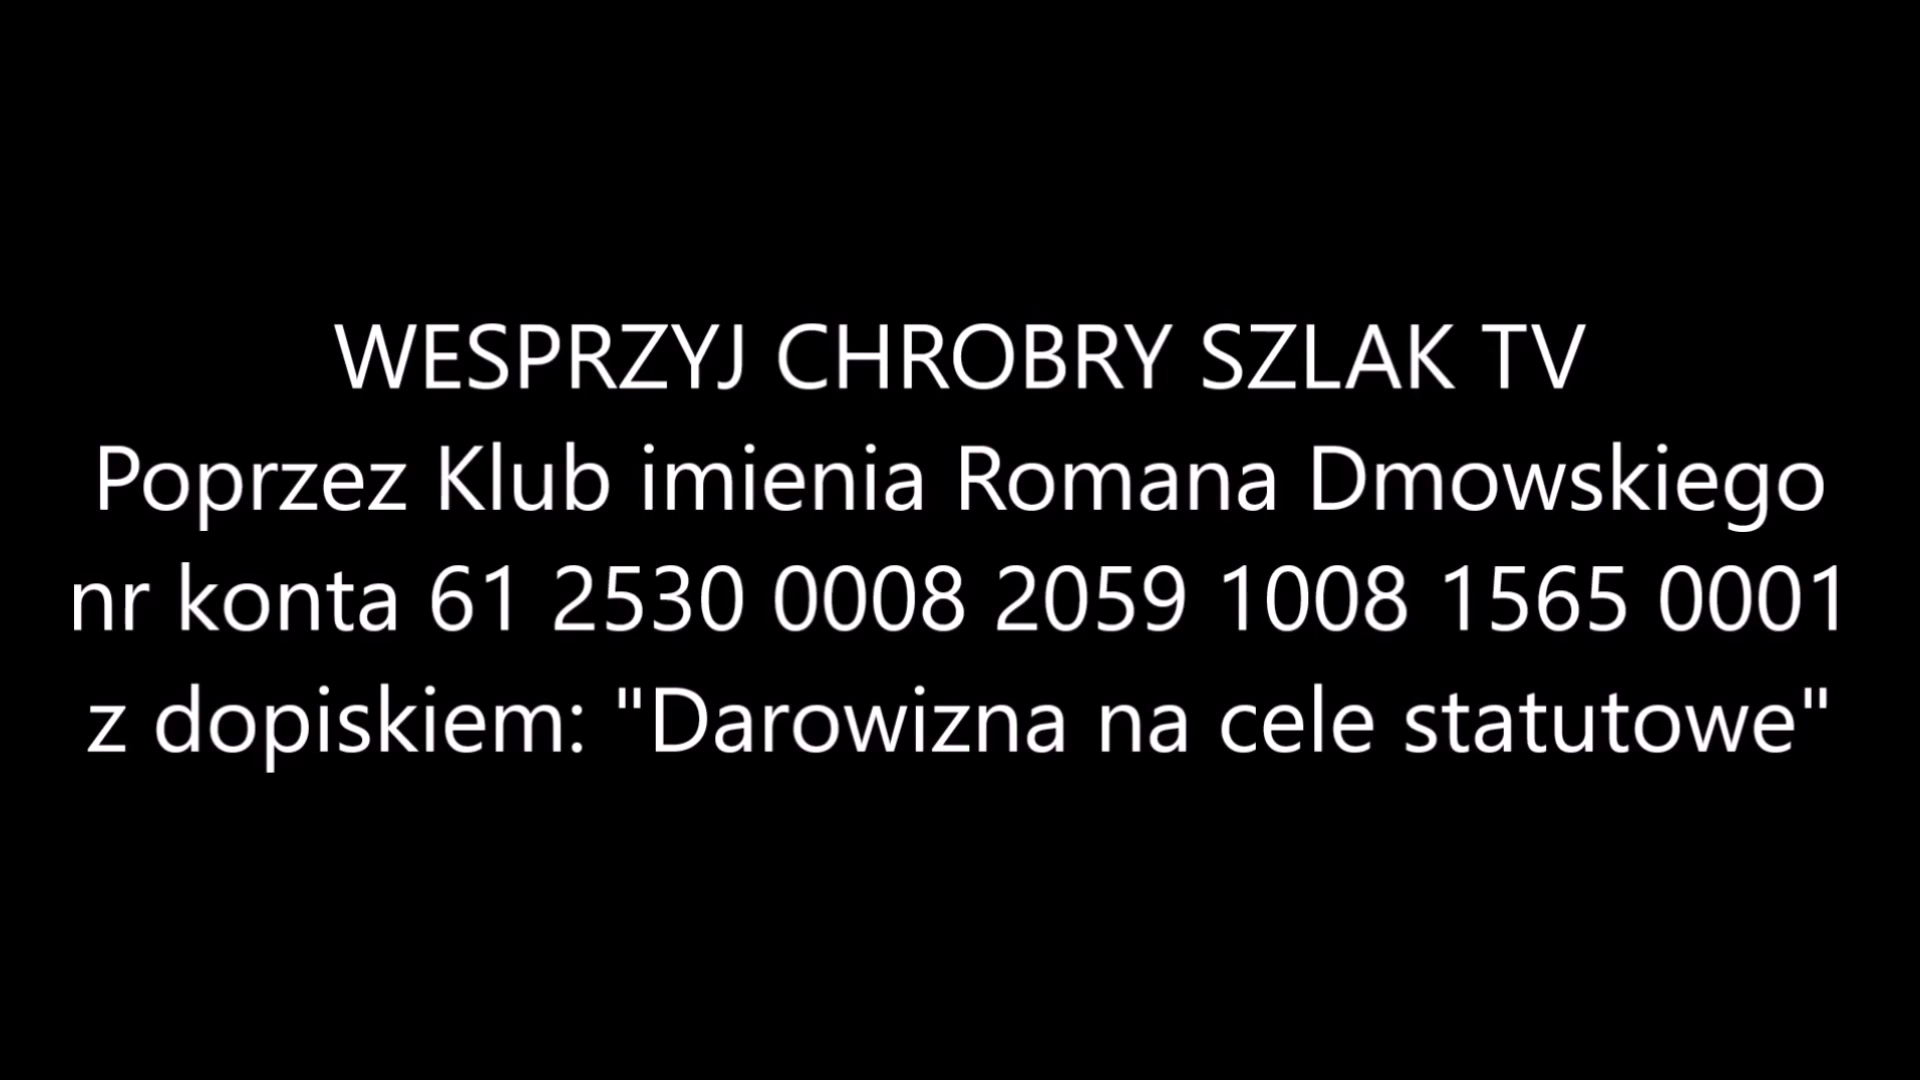 WESPRZYJ CHROBRY SZLAK TV
Poprzez Klub imienia Romana Dmowskiego
nr konta 61 2530 0008 2059 1008 1565 0001
z dopiskiem: "Darowizna na cele statutowe"